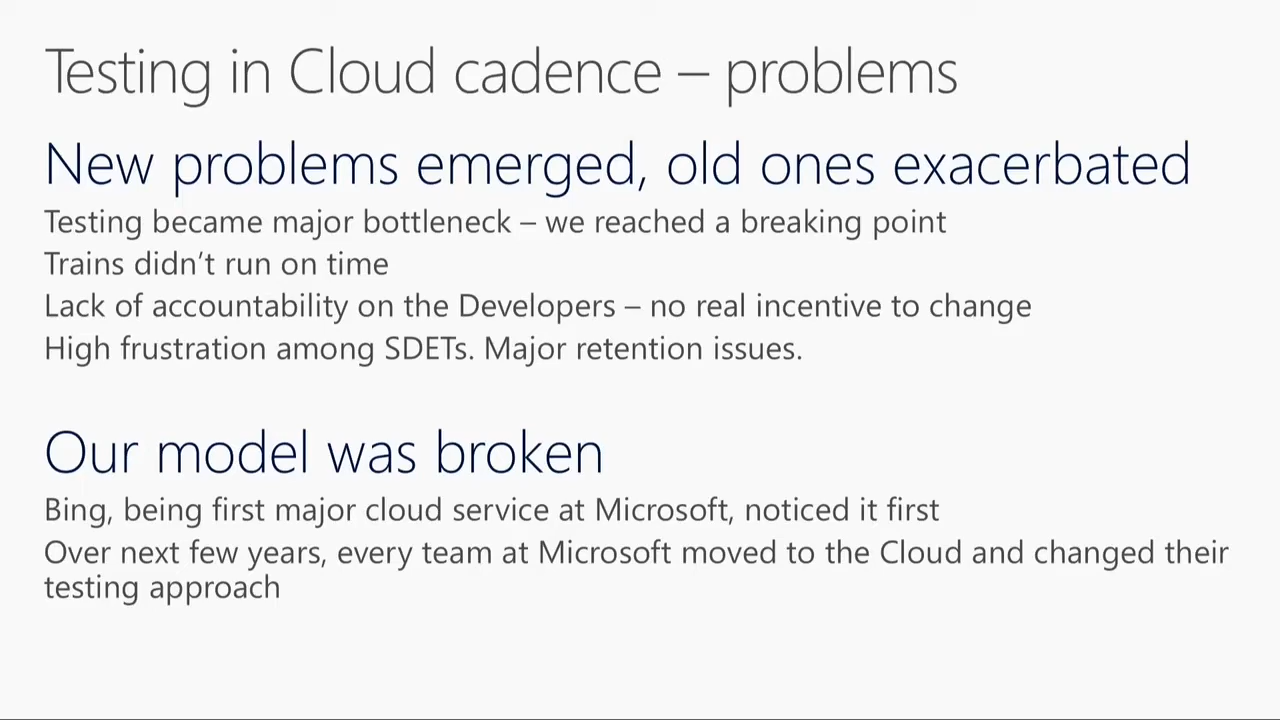 Testing in Cloud cadence – problems
New problems emerged, old ones exacerbated
Testing became major bottleneck – we reached a breaking point
Trains didn’t run on time
Lack of accountability on the Developers – no real incentive to change
High frustration among SDETs. Major retention issues.
Our model was broken
Bing, being first major cloud service at Microsoft, noticed it first
Over next few years, every team at Microsoft moved to the Cloud and changed their
testing approach